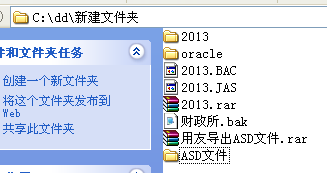 C:\dd\新建文件夹
件和文件夹任务
创建一个新文件夹
将这个文件夹发布到
Web
共享此文件夹
2013
oracle
2013.BAC
2013.JAS
2013.rar
财政所.bak
用友导出ASD文件.rar
ASD文件